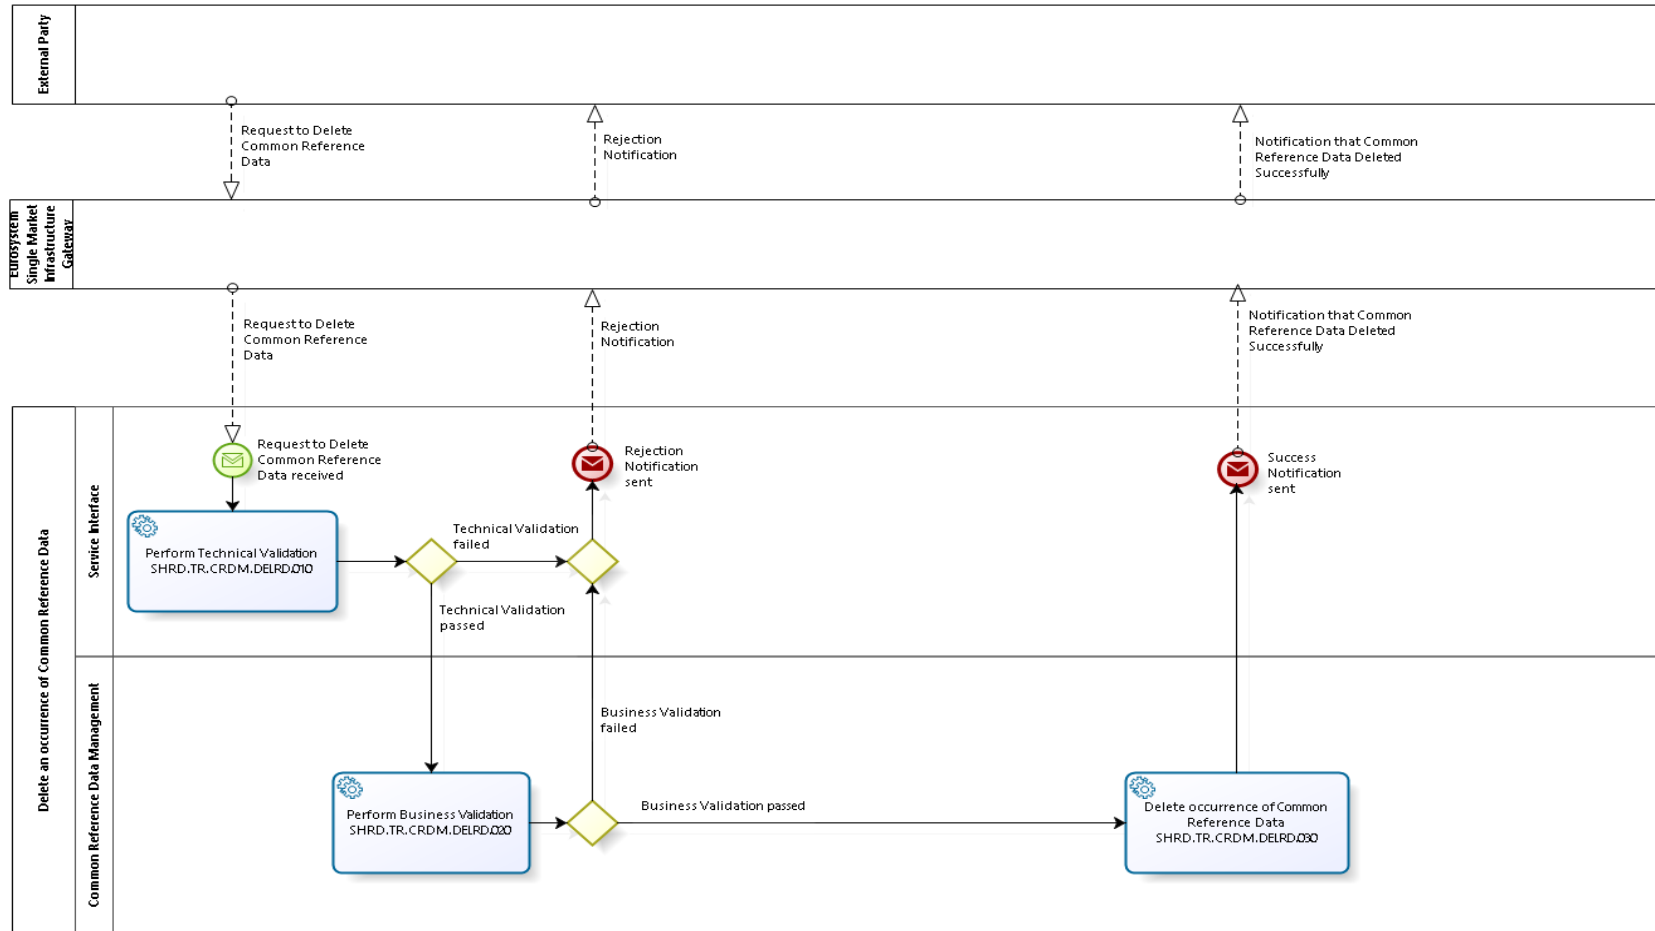 External Party
Request to Delete
Common Reference
Data
Rejection
Notification
Notification that Common
Reference Data Deleted
Successfully
Eurosystem
Single Market
Infrastructure
Gateway
Request to Delete
Common Reference
Data
Rejection
Notification
Notification that Common
Reference Data Deleted
Successfully
Delete an occurrence of Common Reference Data
Service Interface
Request to Delete
Common Reference
Data received
Rejection
Notification
sent
Success
Notification
sent
Perform Technical Validation
SHRD.TR.CRDM.DELRD.010
Technical Validation
failed
Technical Validation
passed
Common Reference Data Management
Business Validation
failed
Perform Business Validation
SHRD.TR.CRDM.DELRD.020
Business Validation passed
Delete occurrence of Common
Reference Data
SHRD.TR.CRDM.DELRD.030